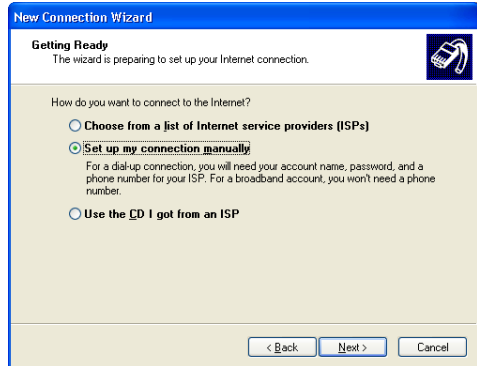 New Connection Wizard
Getting Ready
The wizard is preparing to set up your Internet connection.
How do you want to connect to the Internet?
Choose from a list of Internet service providers (ISPs)
Set up my connection manually
For a dial-up connection, you will need your account name, password, and a
phone number for your ISP. For a broadband account, you won't need a phone
number.
Use the CD I got from an ISP
< Back Next > Cancel